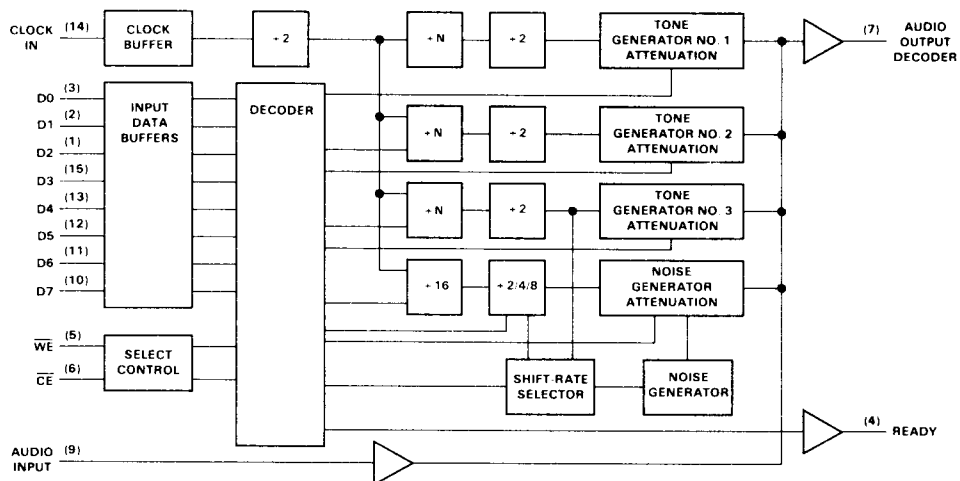 CLOCK IN
(14)
CLOCK BUFFER
÷ 2
÷ N
÷ 2
TONE GENERATOR NO. 1 ATTENUATION
(7)
AUDIO OUTPUT DECODER
D0 (3)
D1 (2)
D2 (1)
D3 (15)
D4 (13)
D5 (12)
D6 (11)
D7 (10)
INPUT DATA BUFFERS
DECODER
÷ N
÷ 2
TONE GENERATOR NO. 2 ATTENUATION
÷ N
÷ 2
TONE GENERATOR NO. 3 ATTENUATION
÷ 16
÷ 2/4/8
NOISE GENERATOR ATTENUATION
WE (5)
CE (6)
SELECT CONTROL
SHIFT-RATE SELECTOR
NOISE GENERATOR
(4) READY
AUDIO INPUT
(9)